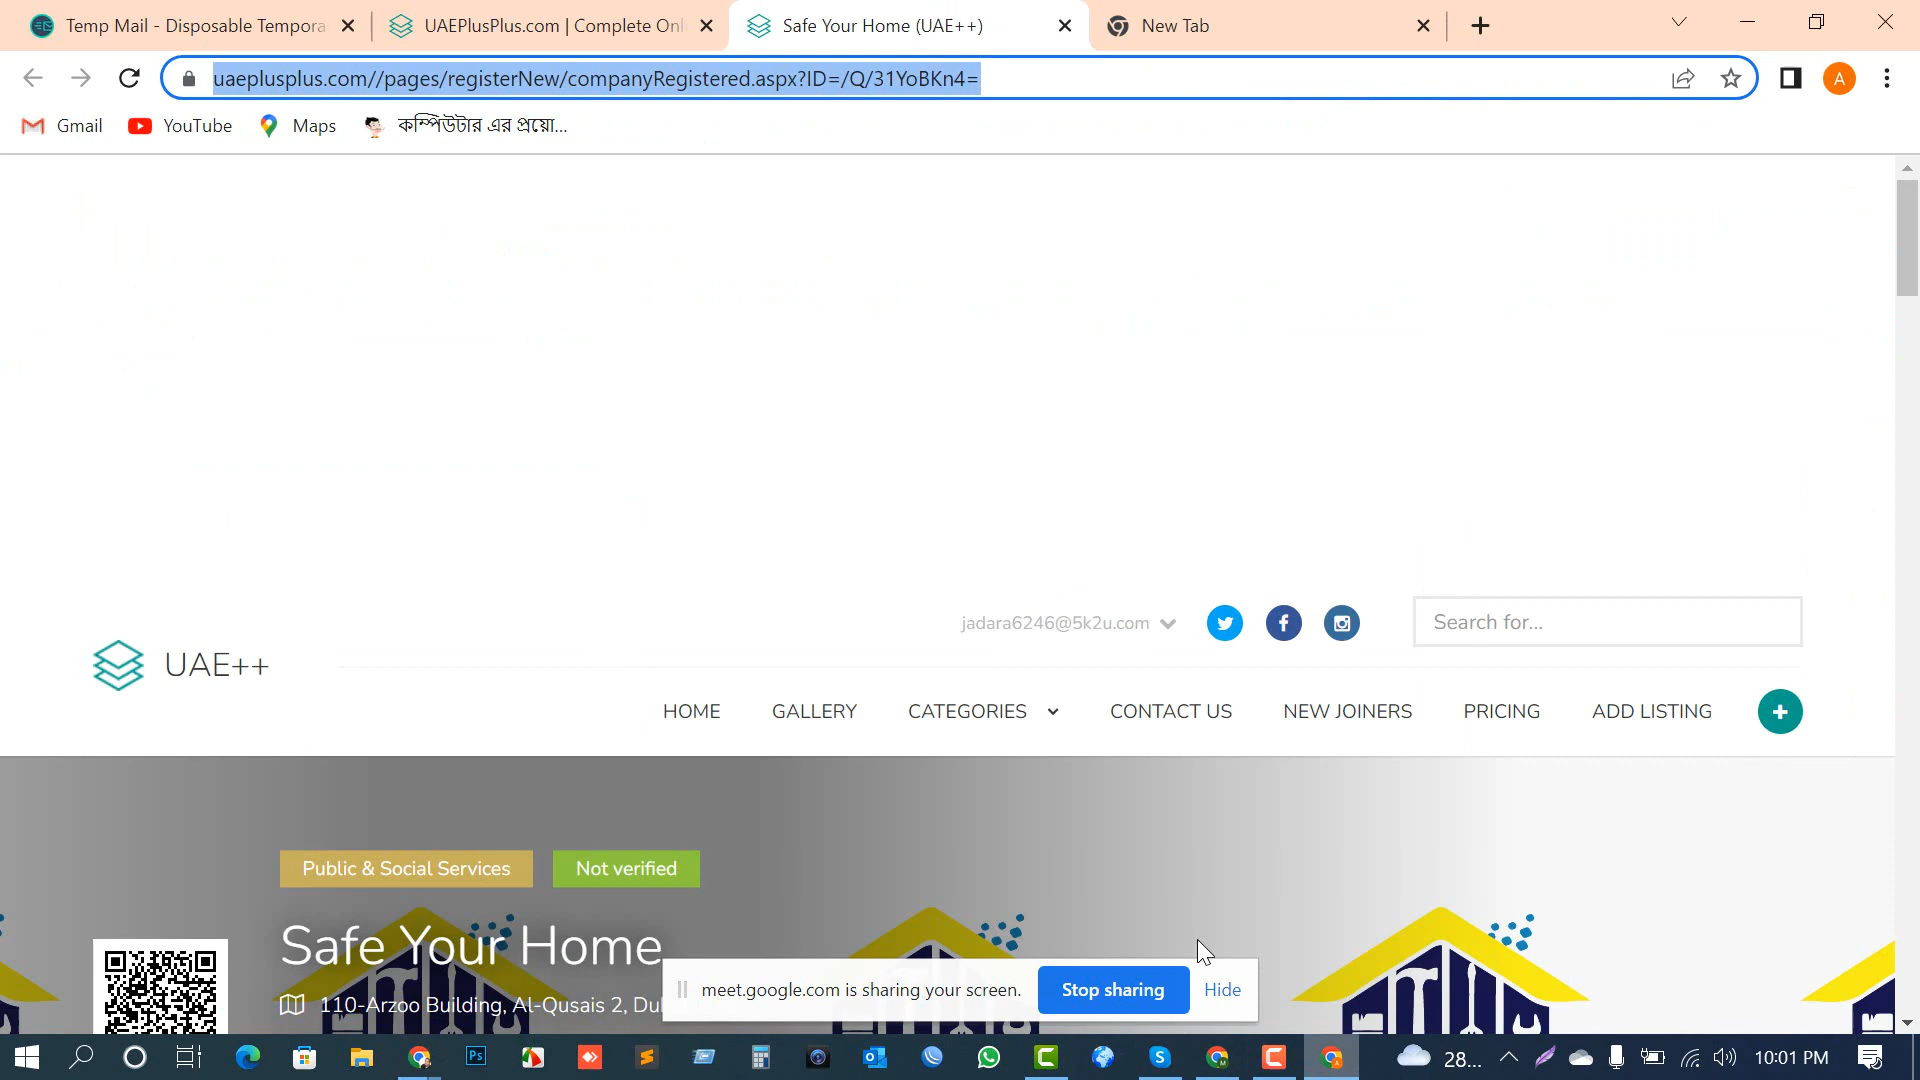 Temp Mail - Disposable Tempora
UAEPlusPlus.com | Complete Onl
Safe Your Home (UAE++)
New Tab
uaeplusplus.com//pages/registerNew/companyRegistered.aspx?ID=/Q/31YoBKn4=
A
Gmail
YouTube
Maps
কম্পিউটার এর প্রয়ো...
jadara6246@5k2u.com
Search for...
UAE++
HOME
GALLERY
CATEGORIES
CONTACT US
NEW JOINERS
PRICING
ADD LISTING
Public & Social Services
Not verified
Safe Your Home
110-Arzoo Building, Al-Qusais 2, Du
meet.google.com is sharing your screen.
Stop sharing
Hide
28...
10:01 PM